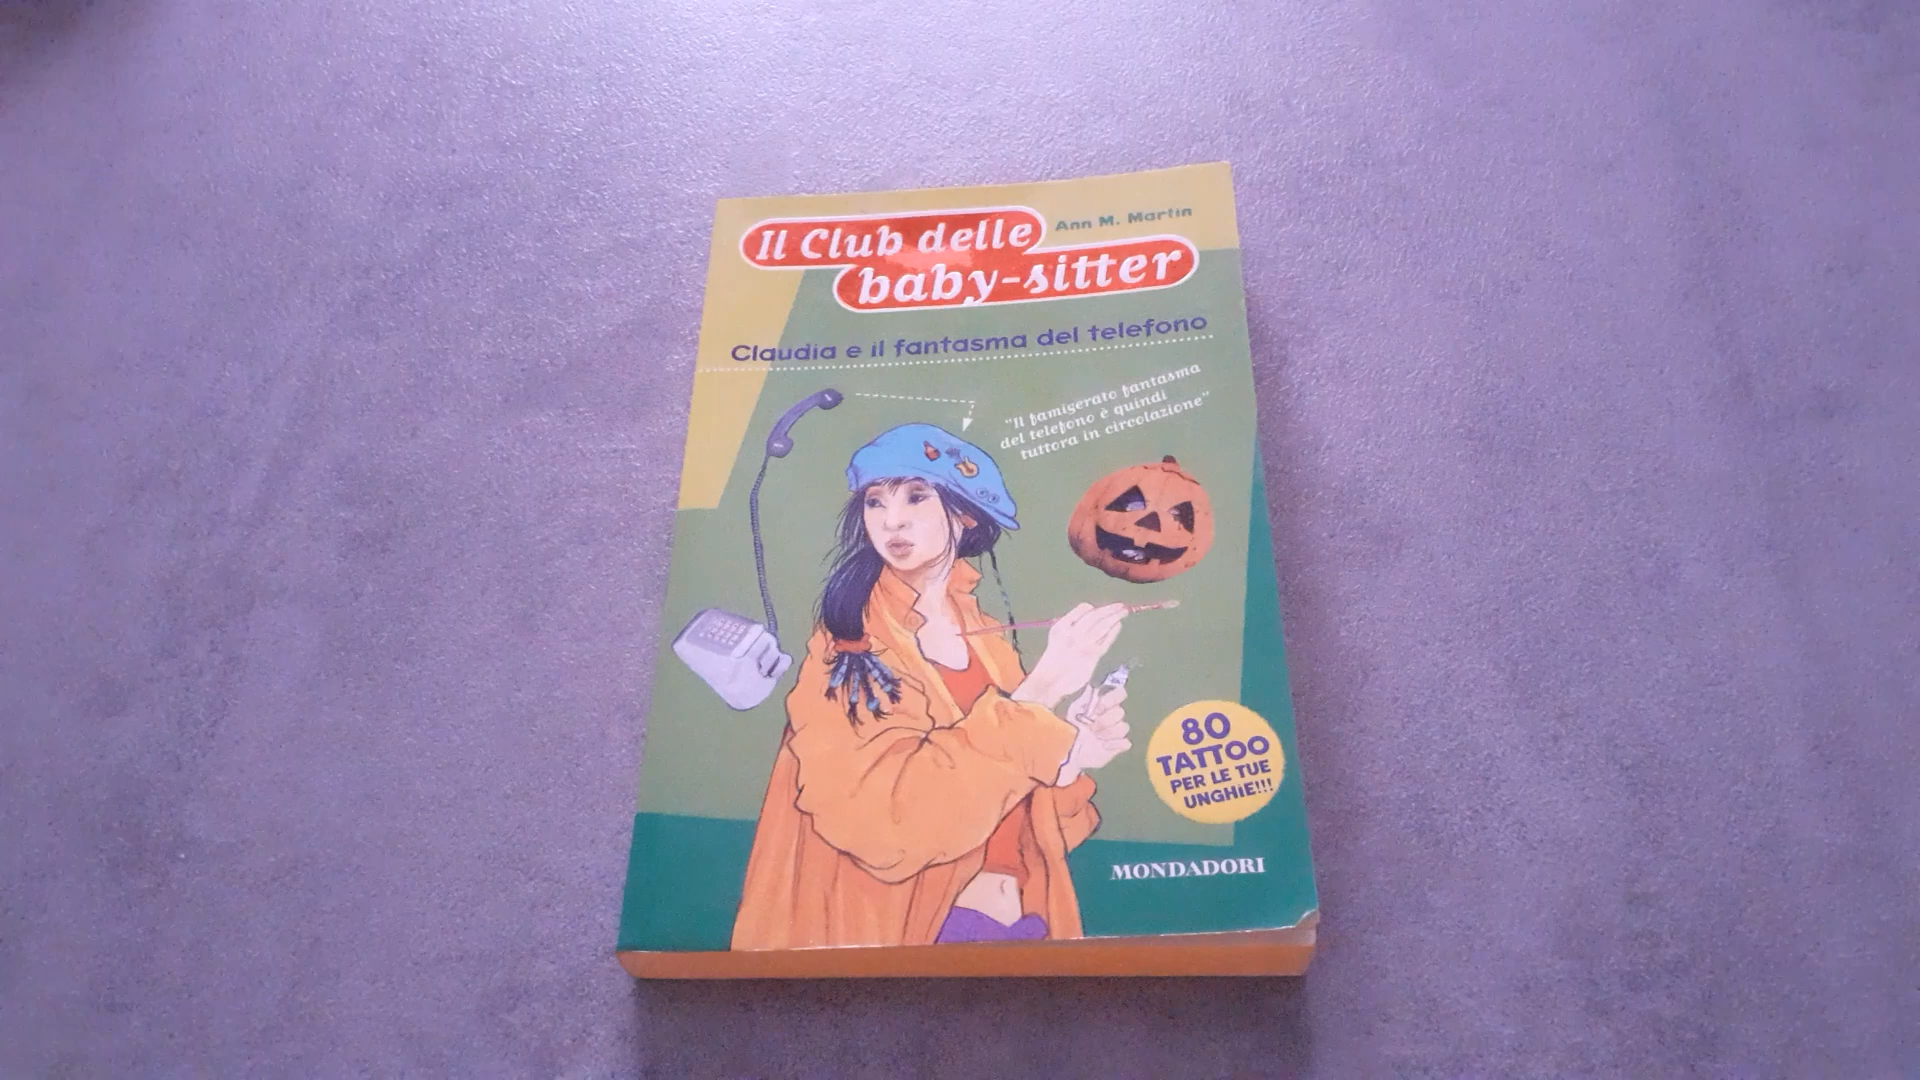 Ann M. Martin
Il Club delle
baby-sitter
Claudia e il fantasma del telefono
"Il famigerato fantasma
del telefono è quindi
tuttora in circolazione"
80
TATTOO
PER LE TUE
UNGHiE!!!
MONDADORI